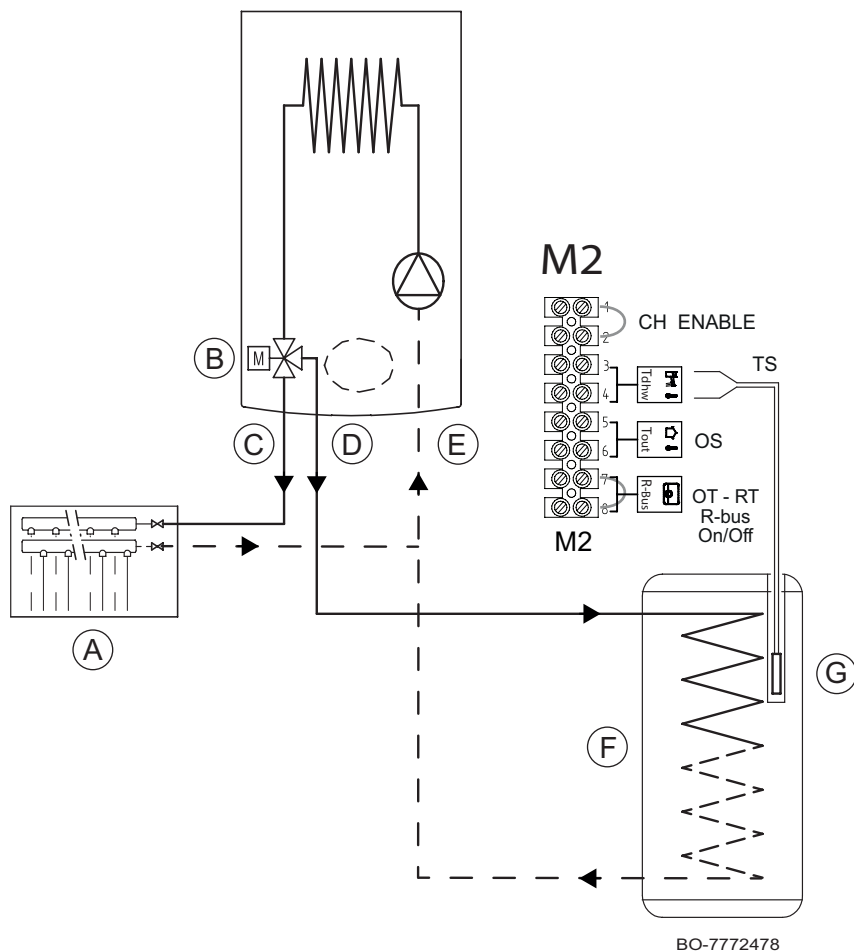 M2
1
CH ENABLE
2
3
Tdhw
TS
4
5
Tout
OS
6
7
R-Bus
OT - RT
8
R-bus
On/Off
M2
B
M
C
D
E
A
G
F
BO-7772478